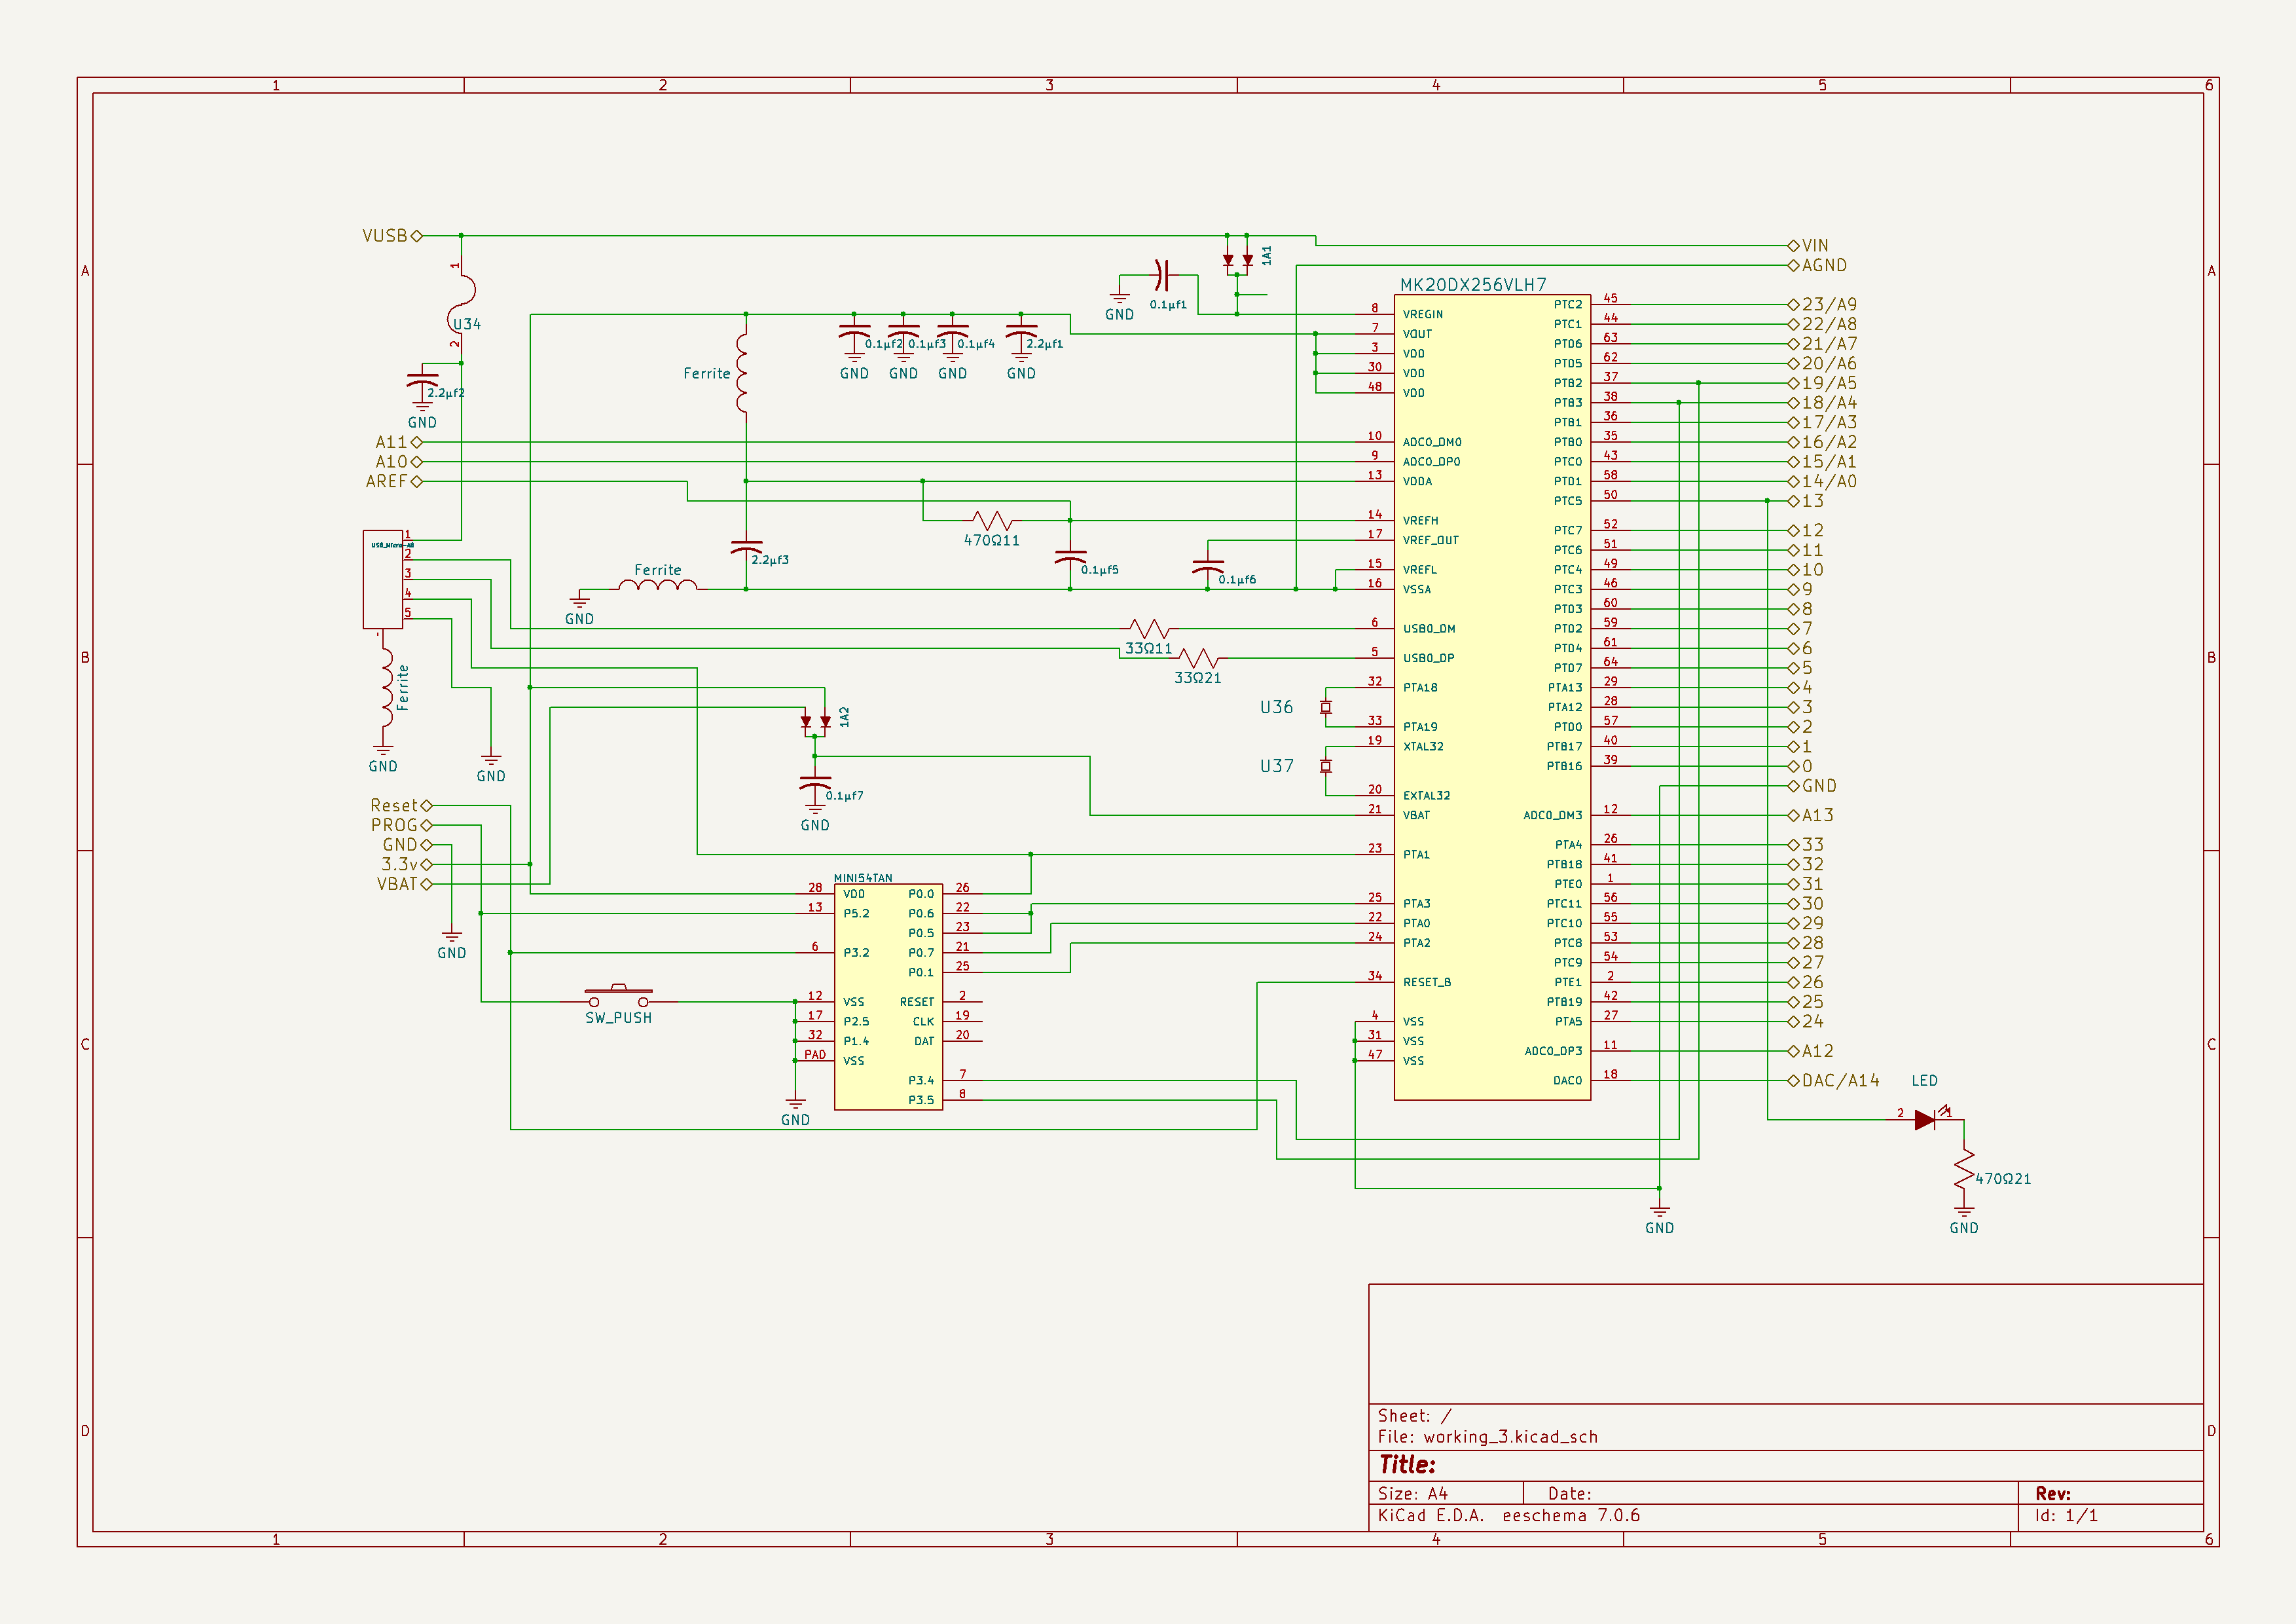 1 2 3 4 5 6
A A
B B
C C
D D
1 2 3 4 5 6
VUSB
1
U34
2
2.2µf2
GND
A11
A10
AREF
USB_Micro-AB
1
2
3
4
5
Ferrite
GND
GND
Reset
PROG
GND
3.3v
VBAT
GND
Ferrite
0.1µf2
GND
0.1µf3
GND
0.1µf4
GND
2.2µf1
GND
0.1µf1
GND
1A1
470Ω11
2.2µf3
0.1µf5
0.1µf6
Ferrite
GND
33Ω11
33Ω21
U36
U37
1A2
0.1µf7
GND
SW_PUSH
GND
MINI54TAN
28 VDD P0.0 26
13 P5.2 P0.6 22
P0.5 23
6 P3.2 P0.7 21
P0.1 25
12 VSS RESET 2
17 P2.5 CLK 19
32 P1.4 DAT 20
PAD VSS
P3.4 7
P3.5 8
MK20DX256VLH7
8 VREGIN
7 VOUT
3 VDD
30 VDD
48 VDD
10 ADC0_DM0
9 ADC0_DP0
13 VDDA
14 VREFH
17 VREF_OUT
15 VREFL
16 VSSA
6 USB0_DM
5 USB0_DP
32 PTA18
33 PTA19
19 XTAL32
20 EXTAL32
21 VBAT
23 PTA1
25 PTA3
22 PTA0
24 PTA2
34 RESET_B
4 VSS
31 VSS
47 VSS
VIN
AGND
PTC2 45 23/A9
PTC1 44 22/A8
PTD6 63 21/A7
PTD5 62 20/A6
PTB2 37 19/A5
PTB3 38 18/A4
PTB1 36 17/A3
PTB0 35 16/A2
PTC0 43 15/A1
PTD1 58 14/A0
PTC5 50 13
PTC7 52 12
PTC6 51 11
PTC4 49 10
PTC3 46 9
PTD3 60 8
PTD2 59 7
PTD4 61 6
PTD7 64 5
PTA13 29 4
PTA12 28 3
PTD0 57 2
PTB17 40 1
PTB16 39 0
GND
ADC0_DM3 12 A13
PTA4 26 33
PTB18 41 32
PTE0 1 31
PTC11 56 30
PTC10 55 29
PTC8 53 28
PTC9 54 27
PTE1 2 26
PTB19 42 25
PTA5 27 24
ADC0_DP3 11 A12
DAC0 18 DAC/A14
LED
2 1
470Ω21
GND
GND
Sheet: /
File: working_3.kicad_sch
Title:
Size: A4 Date: Rev:
KiCad E.D.A. eeschema 7.0.6 Id: 1/1